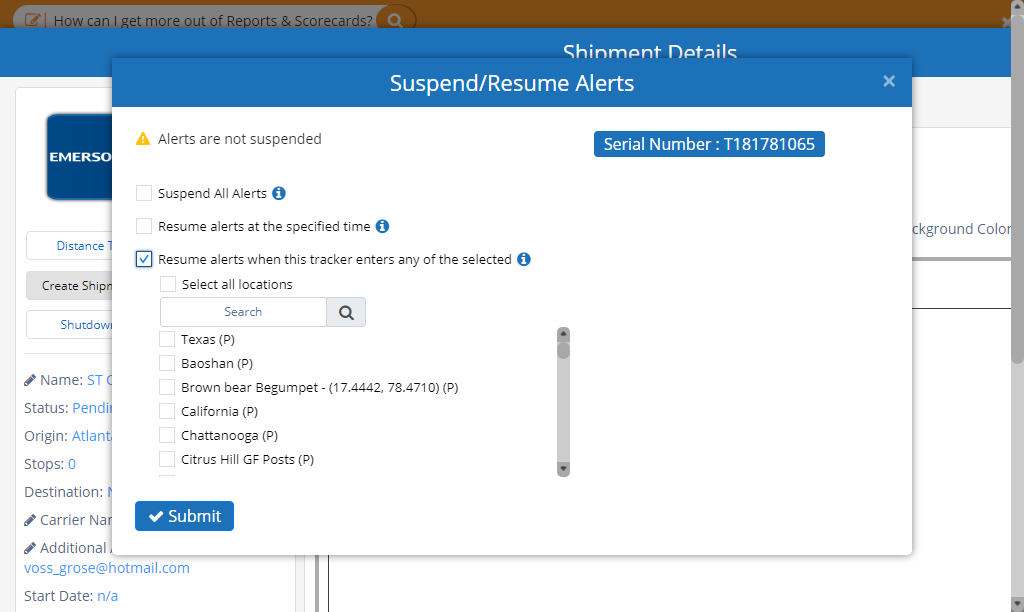 How can I get more out of Reports & Scorecards?
Shipment Details
Suspend/Resume Alerts
×
Alerts are not suspended
Serial Number : T181781065
EMERSO
Suspend All Alerts
Resume alerts at the specified time
ckground Color
Distance T
Resume alerts when this tracker enters any of the selected
Create Shipm
Select all locations
Search
Shutdow
Texas (P)
Baoshan (P)
Name: ST
Brown bear Begumpet - (17.4442, 78.4710) (P)
Status: Pendi
California (P)
Origin: Atlant
Chattanooga (P)
Stops: 0
Citrus Hill GF Posts (P)
Destination:
Carrier Nar
Submit
Additional
voss_grose@hotmail.com
Start Date: n/a